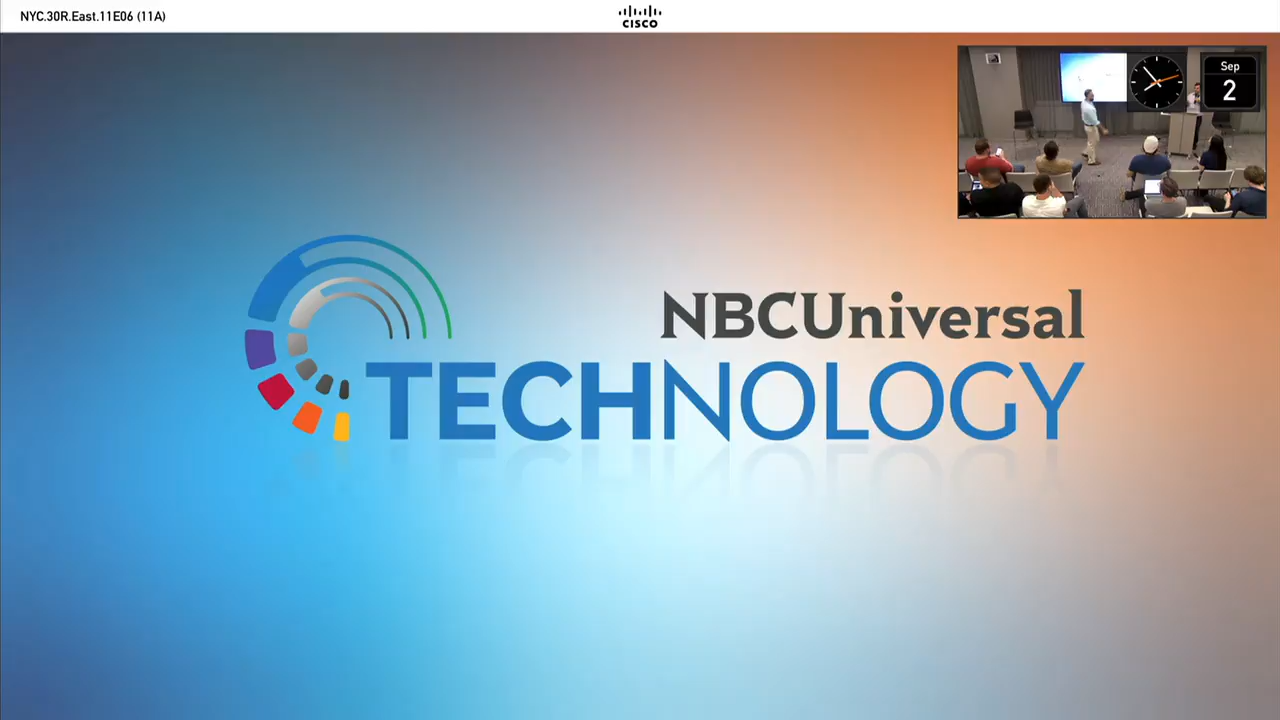 NYC.30R.East.11E06 (11A)
CISCO
Sep
2
NBCUniversal
TECHNOLOGY